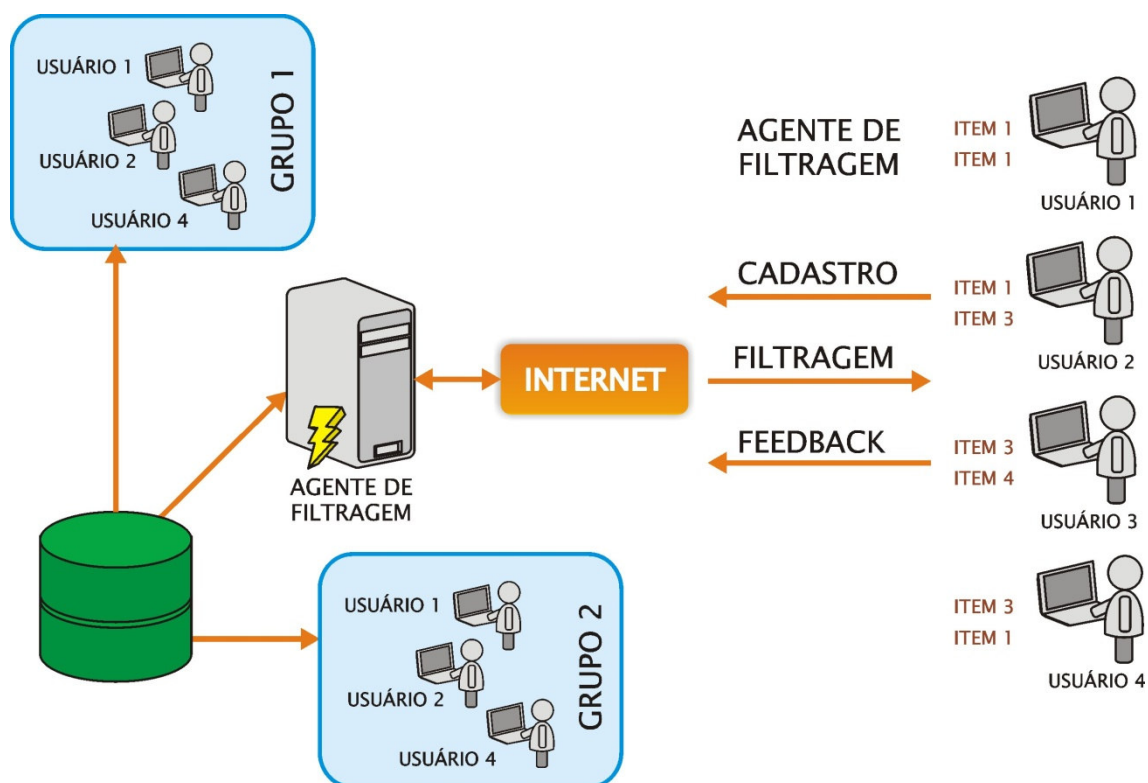 USUÁRIO 1
USUÁRIO 2
USUÁRIO 4
GRUPO 1
AGENTE DE
FILTRAGEM
INTERNET
USUÁRIO 1
USUÁRIO 2
USUÁRIO 4
GRUPO 2
AGENTE DE
FILTRAGEM
CADASTRO
FILTRAGEM
FEEDBACK
ITEM 1
ITEM 1
USUÁRIO 1
ITEM 1
ITEM 3
USUÁRIO 2
ITEM 3
ITEM 4
USUÁRIO 3
ITEM 3
ITEM 1
USUÁRIO 4